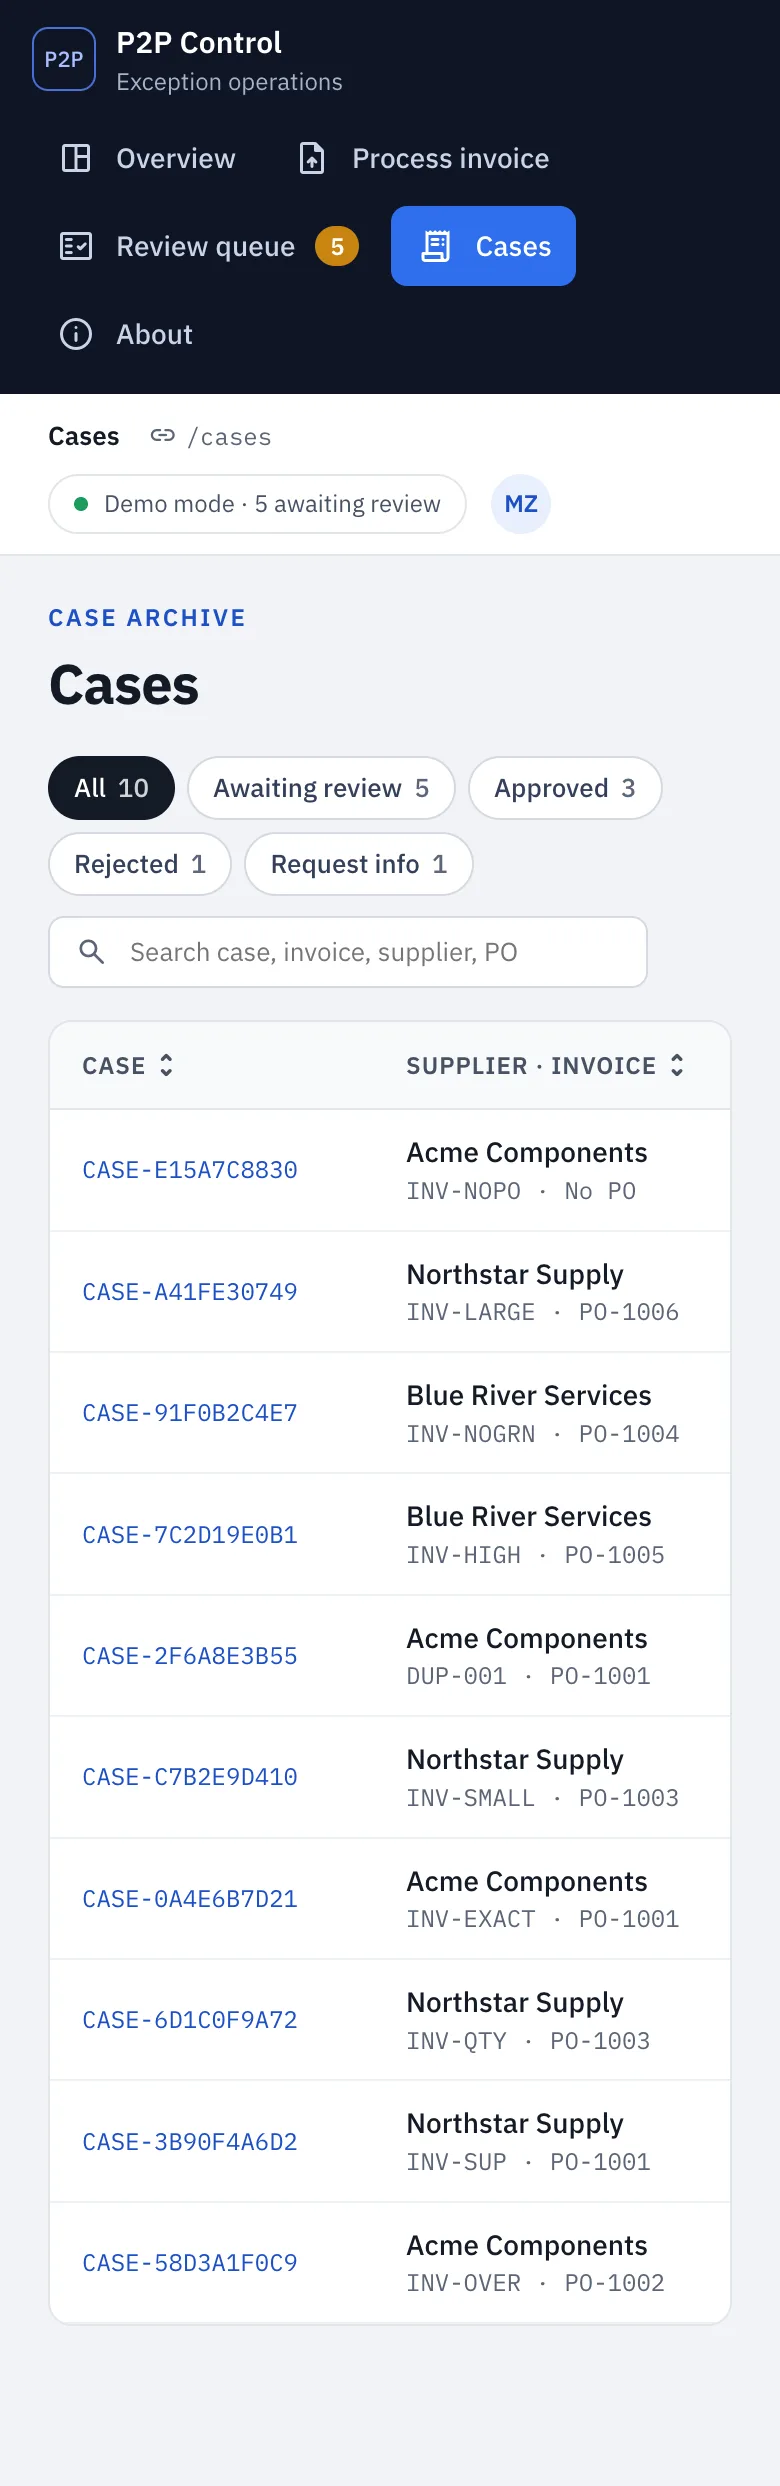 P2P
P2P Control
Exception operations
Overview
Process invoice
Review queue 5
Cases
About
Cases /cases
Demo mode · 5 awaiting review
MZ
CASE ARCHIVE
Cases
All 10
Awaiting review 5
Approved 3
Rejected 1
Request info 1
Search case, invoice, supplier, PO
CASE
SUPPLIER · INVOICE
CASE-E15A7C8830
Acme Components
INV-NOPO · No PO
CASE-A41FE30749
Northstar Supply
INV-LARGE · PO-1006
CASE-91F0B2C4E7
Blue River Services
INV-NOGRN · PO-1004
CASE-7C2D19E0B1
Blue River Services
INV-HIGH · PO-1005
CASE-2F6A8E3B55
Acme Components
DUP-001 · PO-1001
CASE-C7B2E9D410
Northstar Supply
INV-SMALL · PO-1003
CASE-0A4E6B7D21
Acme Components
INV-EXACT · PO-1001
CASE-6D1C0F9A72
Northstar Supply
INV-QTY · PO-1003
CASE-3B90F4A6D2
Northstar Supply
INV-SUP · PO-1001
CASE-58D3A1F0C9
Acme Components
INV-OVER · PO-1002